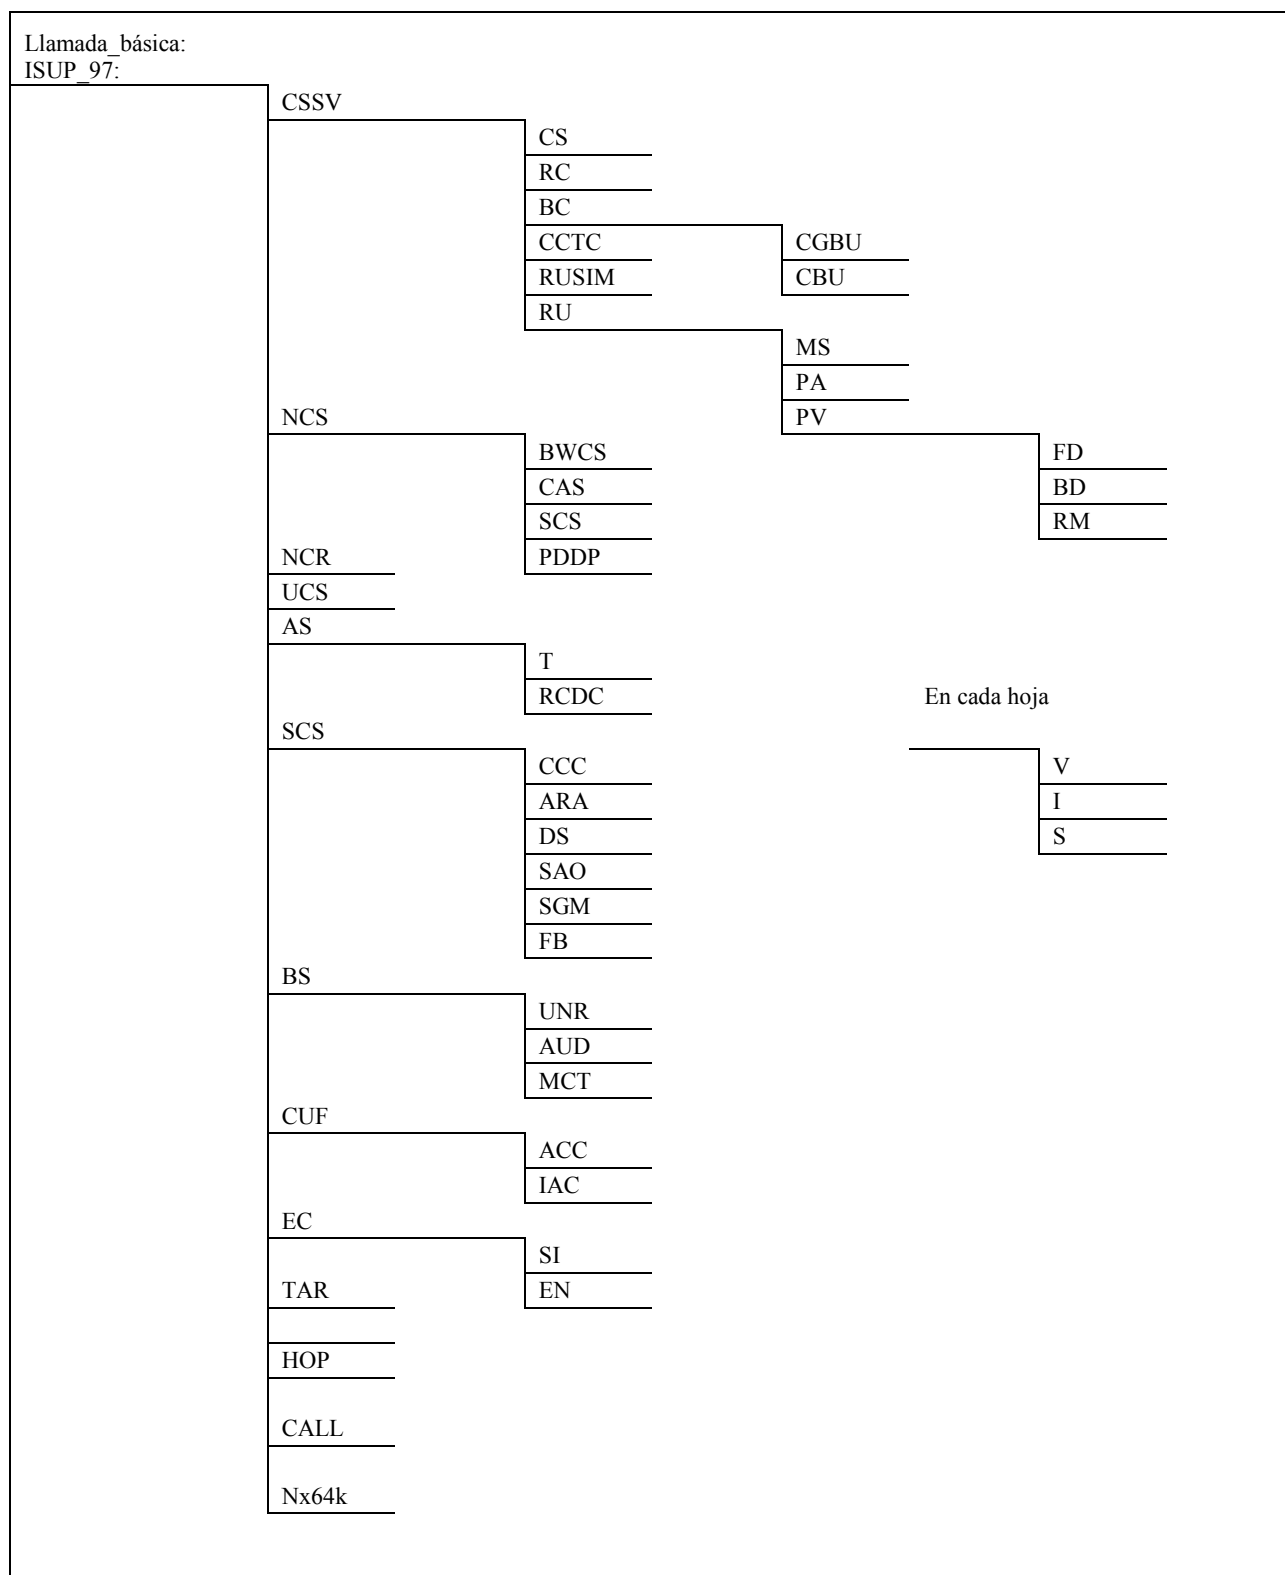 Llamada_básica:
ISUP_97:
CSSV
CS
RC
BC
CCTC
CGBU
RUSIM
CBU
RU
MS
PA
NCS
PV
BWCS
FD
CAS
BD
SCS
RM
NCR
PDDP
UCS
AS
T
RCDC
En cada hoja
SCS
CCC
V
ARA
I
DS
S
SAO
SGM
FB
BS
UNR
AUD
MCT
CUF
ACC
IAC
EC
SI
TAR
EN
HOP
CALL
Nx64k